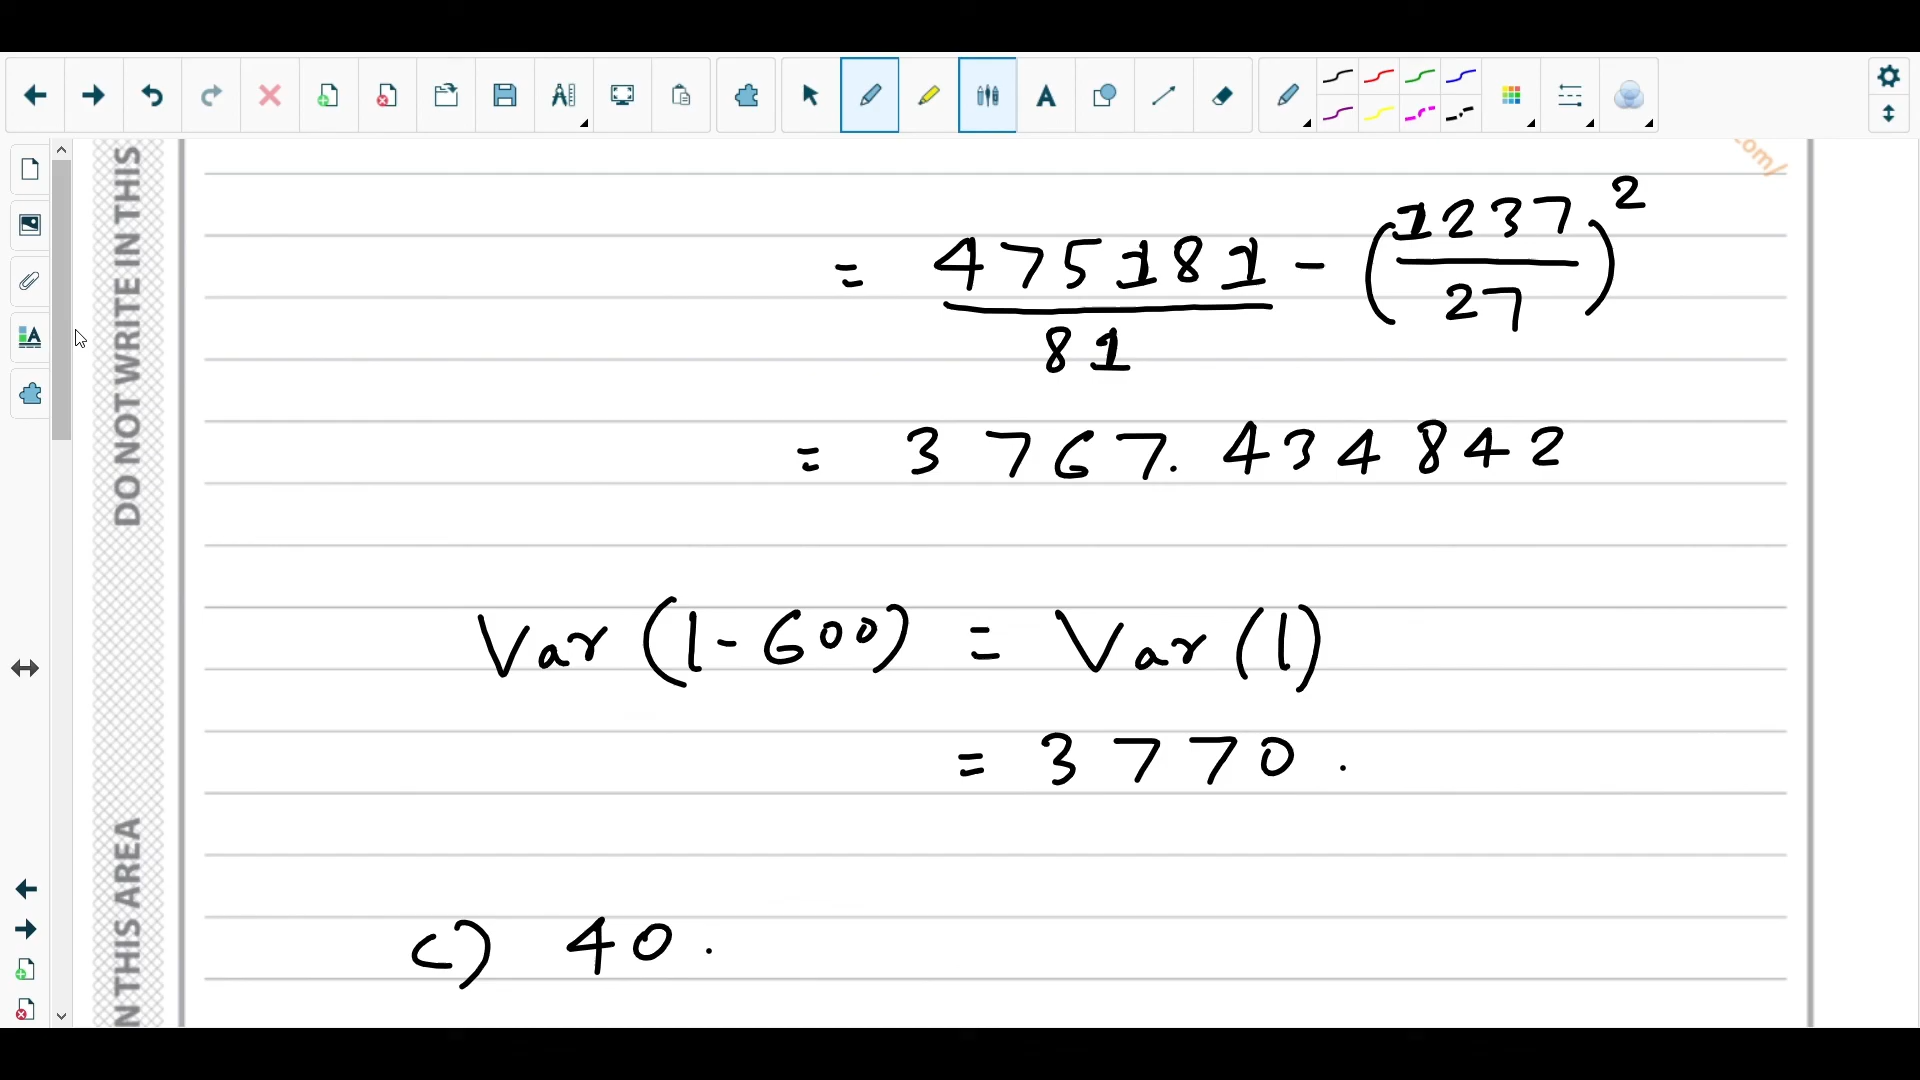 DO NOT WRITE IN THIS
N THIS AREA
com/
= 475181/81 - (1237/27)²
= 3767.434842
Var (l - 600) = Var (l)
= 3770.
c) 40.